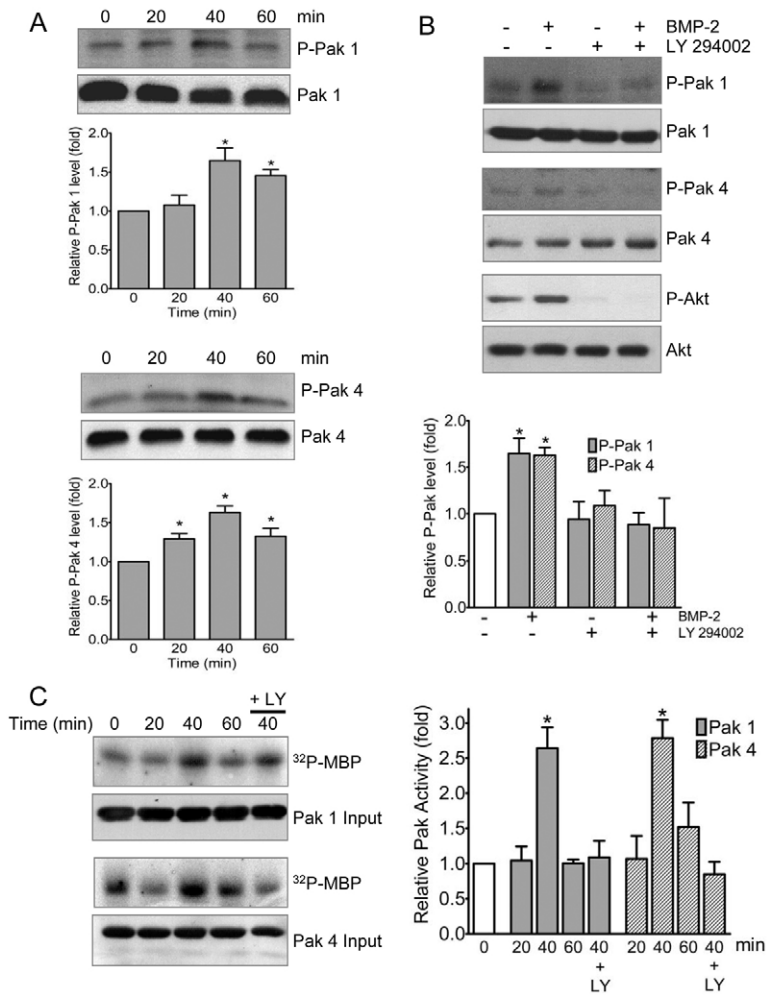 A
0 20 40 60 min
P-Pak 1
Pak 1
Relative P-Pak 1 level (fold)
2.0
*
*
1.5
1.0
0.5
0.0
0 20 40 60
Time (min)
0 20 40 60 min
P-Pak 4
Pak 4
Relative P-Pak 4 level (fold)
2.0
*
1.5
*
*
1.0
0.5
0.0
0 20 40 60
Time (min)
B
- + - + BMP-2
- - + + LY 294002
P-Pak 1
Pak 1
P-Pak 4
Pak 4
P-Akt
Akt
Relative P-Pak level (fold)
2.0
* *
P-Pak 1
P-Pak 4
1.5
1.0
0.5
0.0
- + - + BMP-2
- - + + LY 294002
C
+ LY
Time (min) 0 20 40 60 40
32P-MBP
Pak 1 Input
32P-MBP
Pak 4 Input
Relative Pak Activity (fold)
3.0
* *
Pak 1
Pak 4
2.5
2.0
1.5
1.0
0.5
0.0
0 20 40 60 40 20 40 60 40 min
+ +
LY LY